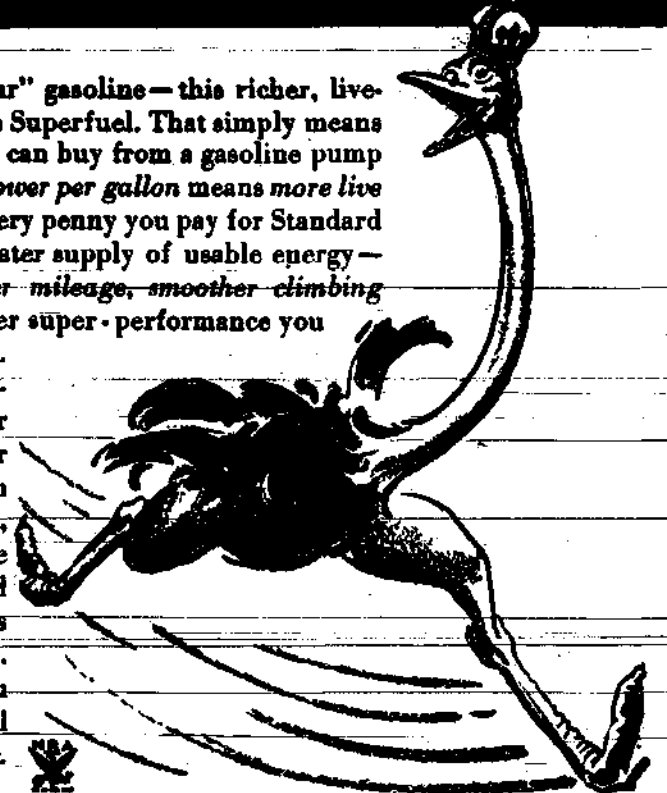 ar" gasoline—this richer, live-
Superfuel. That simply means
can buy from a gasoline pump
ower per gallon means more live
ery penny you pay for Standard
ater supply of usable energy—
er mileage, smoother climbing
er super-performance you
r
r
n
,
e
d
s
.
l
NRA